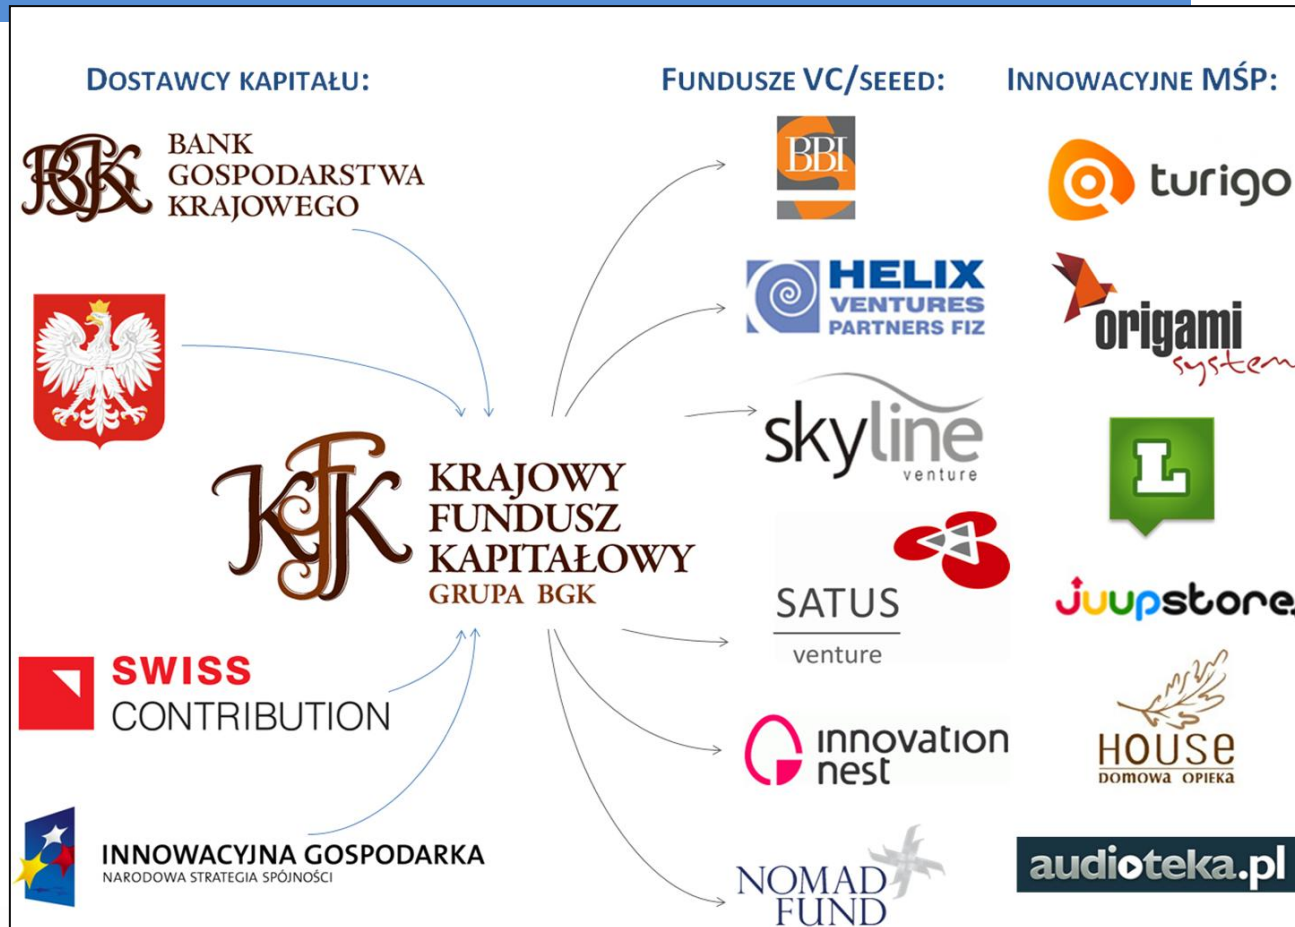 DOSTAWCY KAPITAŁU:
BGK
BANK
GOSPODARSTWA
KRAJOWEGO
KFK
KRAJOWY
FUNDUSZ
KAPITAŁOWY
GRUPA BGK
SWISS
CONTRIBUTION
INNOWACYJNA GOSPODARKA
NARODOWA STRATEGIA SPÓJNOŚCI
FUNDUSZE VC/SEEED:
BBI
HELIX
VENTURES
PARTNERS FIZ
skyline
venture
SATUS
venture
innovation
nest
NOMAD
FUND
INNOWACYJNE MŚP:
turigo
origami
system
L
juupstore
HOUSE
DOMOWA OPIEKA
audioteka.pl